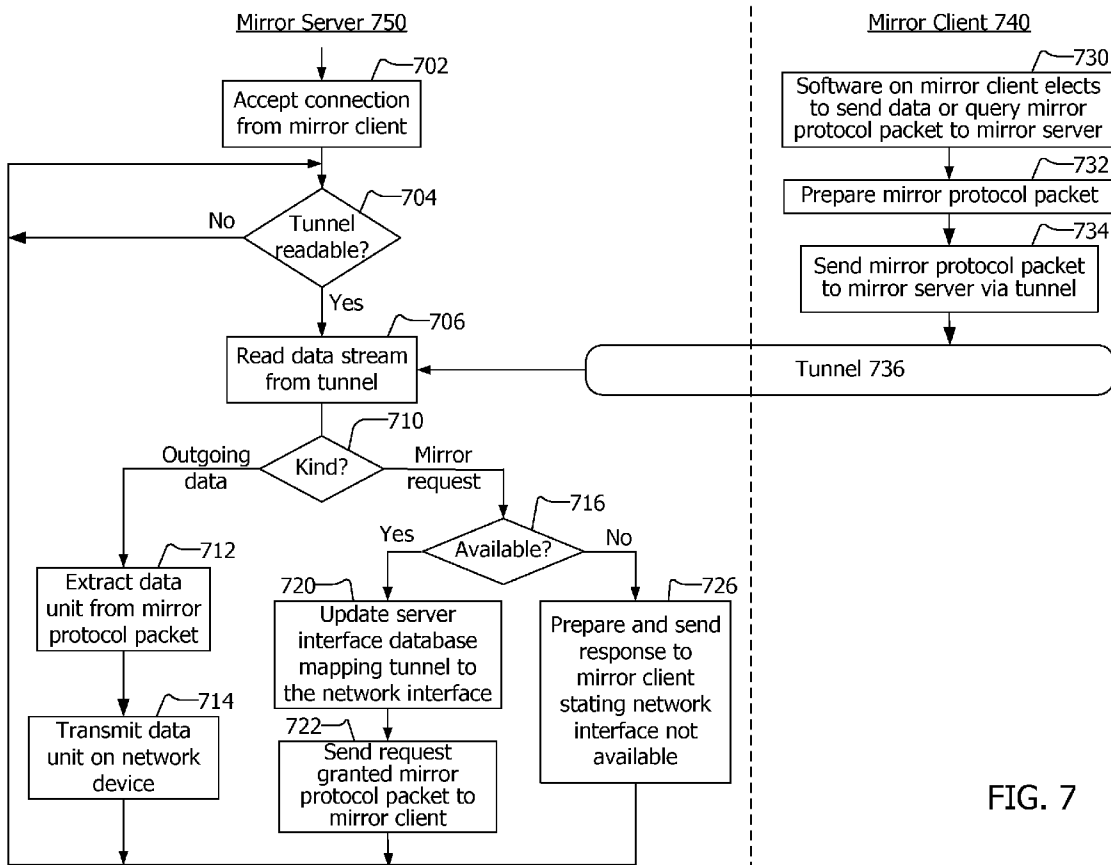 Mirror Server 750
702
Accept connection
from mirror client
704
No
Tunnel
readable?
Yes
706
Read data stream
from tunnel
710
Outgoing
data
Kind?
Mirror
request
716
Yes
Available?
No
712
Extract data
unit from mirror
protocol packet
714
Transmit data
unit on network
device
720
Update server
interface database
mapping tunnel to
the network interface
722
Send request
granted mirror
protocol packet to
mirror client
726
Prepare and send
response to
mirror client
stating network
interface not
available
Mirror Client 740
730
Software on mirror client elects
to send data or query mirror
protocol packet to mirror server
732
Prepare mirror protocol packet
734
Send mirror protocol packet
to mirror server via tunnel
Tunnel 736
FIG. 7